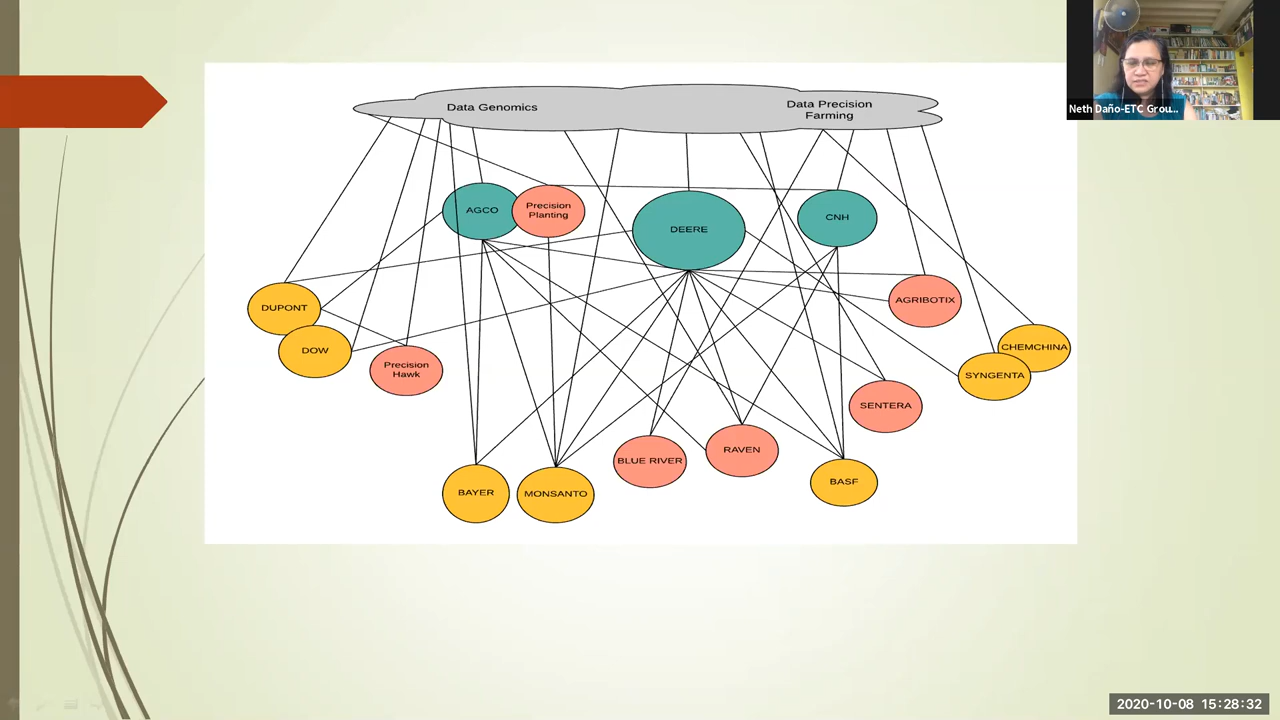 Neth Daño-ETC Grou...
Data Genomics
Data Precision
Farming
AGCO
Precision
Planting
DEERE
CNH
DUPONT
DOW
Precision
Hawk
AGRIBOTIX
CHEMCHINA
SYNGENTA
SENTERA
BLUE RIVER
RAVEN
BASF
BAYER
MONSANTO
2020-10-08 15:28:32